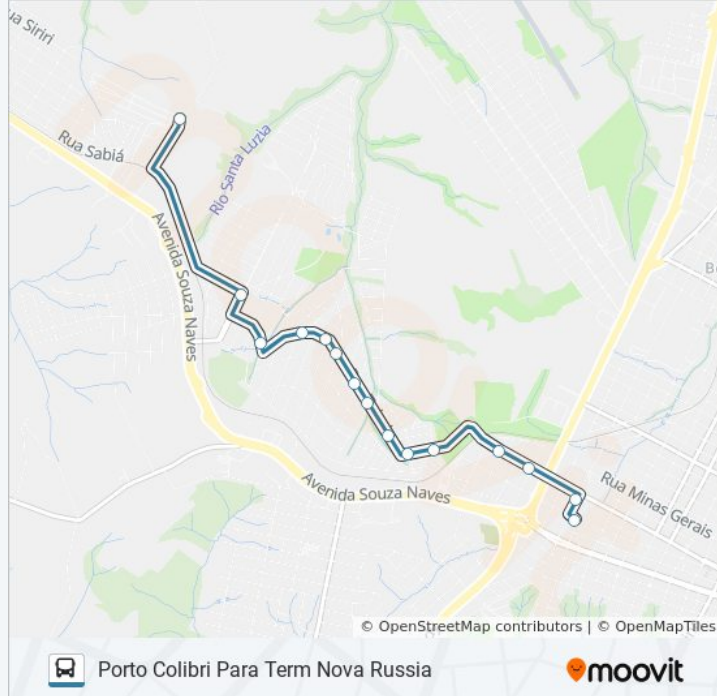 ua Siriri
Rua Sabiá
Rio Santa Luzia
Avenida Souza Naves
Avenida Souza Naves
Rua Minas Gerais
© OpenStreetMap contributors | © OpenMapTiles
Porto Colibri Para Term Nova Russia
moovit